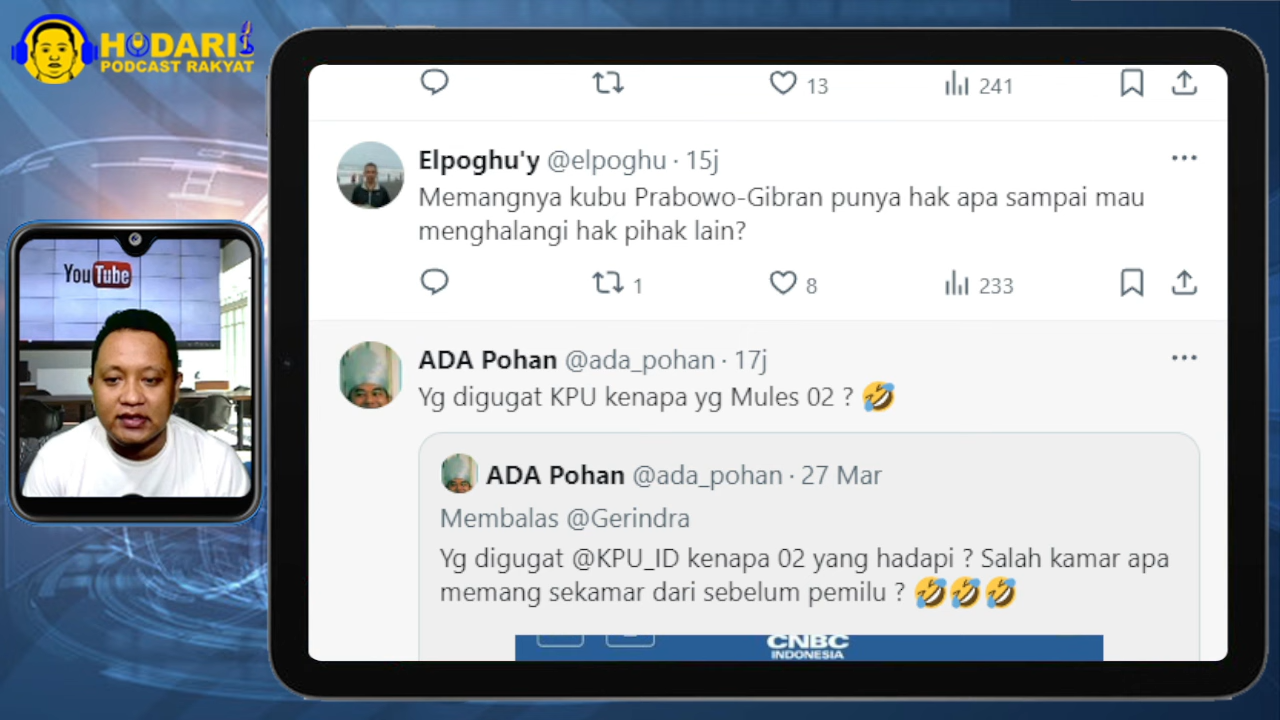 HODARI
PODCAST RAKYAT
YouTube
13
241
Elpoghu'y @elpoghu · 15j
Memangnya kubu Prabowo-Gibran punya hak apa sampai mau
menghalangi hak pihak lain?
1
8
233
ADA Pohan @ada_pohan · 17j
Yg digugat KPU kenapa yg Mules 02 ? 🤣
ADA Pohan @ada_pohan · 27 Mar
Membalas @Gerindra
Yg digugat @KPU_ID kenapa 02 yang hadapi ? Salah kamar apa
memang sekamar dari sebelum pemilu ? 🤣🤣🤣
CNBC
INDONESIA